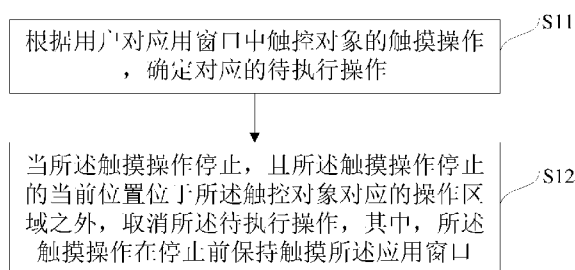 S11
根据用户对应用窗口中触控对象的触摸操作
，确定对应的待执行操作
当所述触摸操作停止，且所述触摸操作停止
的当前位置位于所述触控对象对应的操作区
域之外，取消所述待执行操作，其中，所述
触摸操作在停止前保持触摸所述应用窗口
S12